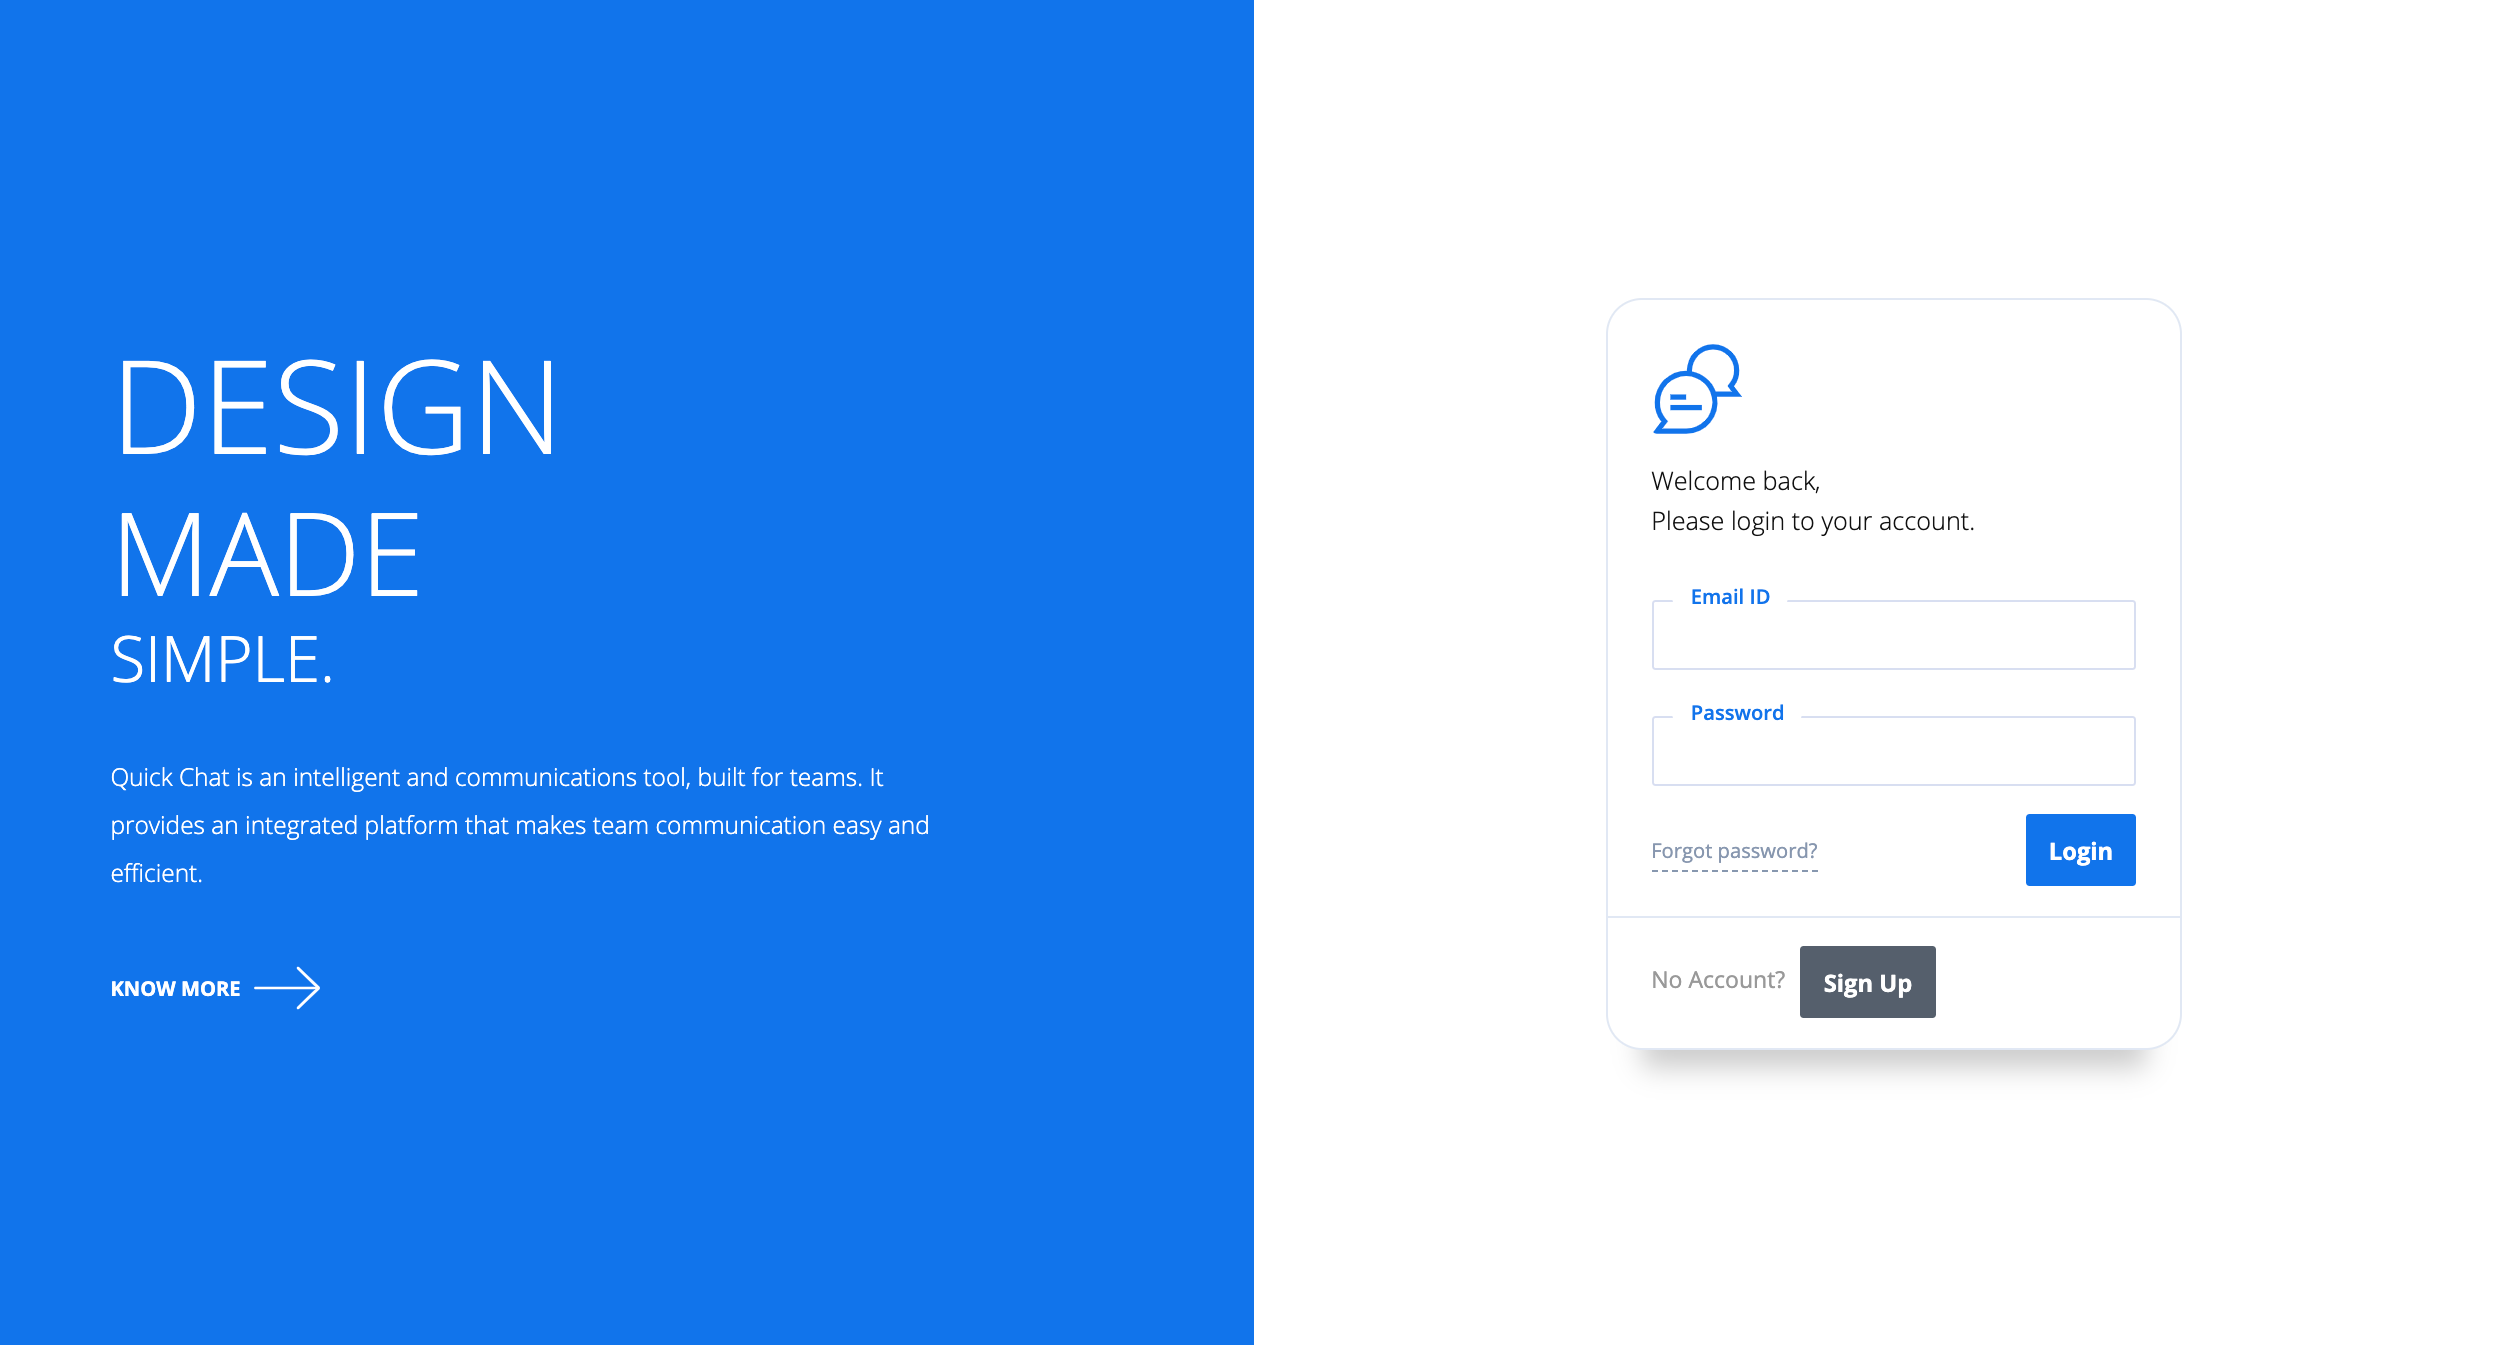 DESIGN
MADE
SIMPLE.
Quick Chat is an intelligent and communications tool, built for teams. It
provides an integrated platform that makes team communication easy and
efficient.
KNOW MORE
Welcome back,
Please login to your account.
Email ID
Password
Forgot password?
Login
No Account?
Sign Up